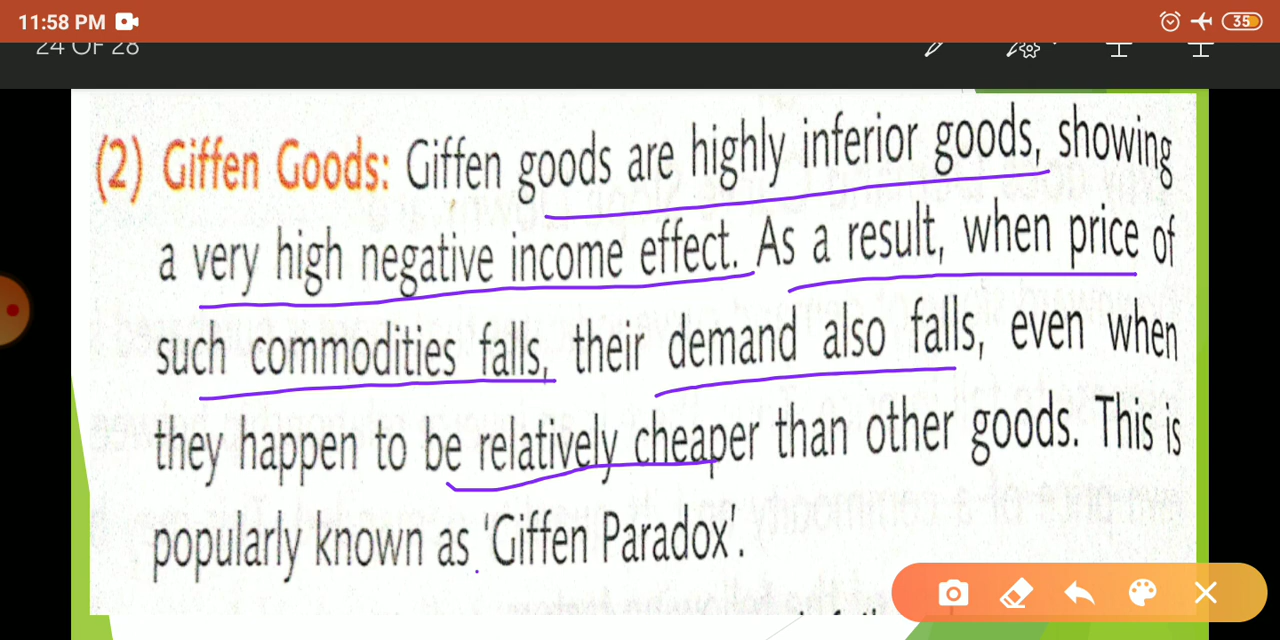 11:58 PM
35
24 OF 28
(2) Giffen Goods: Giffen goods are highly inferior goods, showing
a very high negative income effect. As a result, when price of
such commodities falls, their demand also falls, even when
they happen to be relatively cheaper than other goods. This is
popularly known as 'Giffen Paradox'.